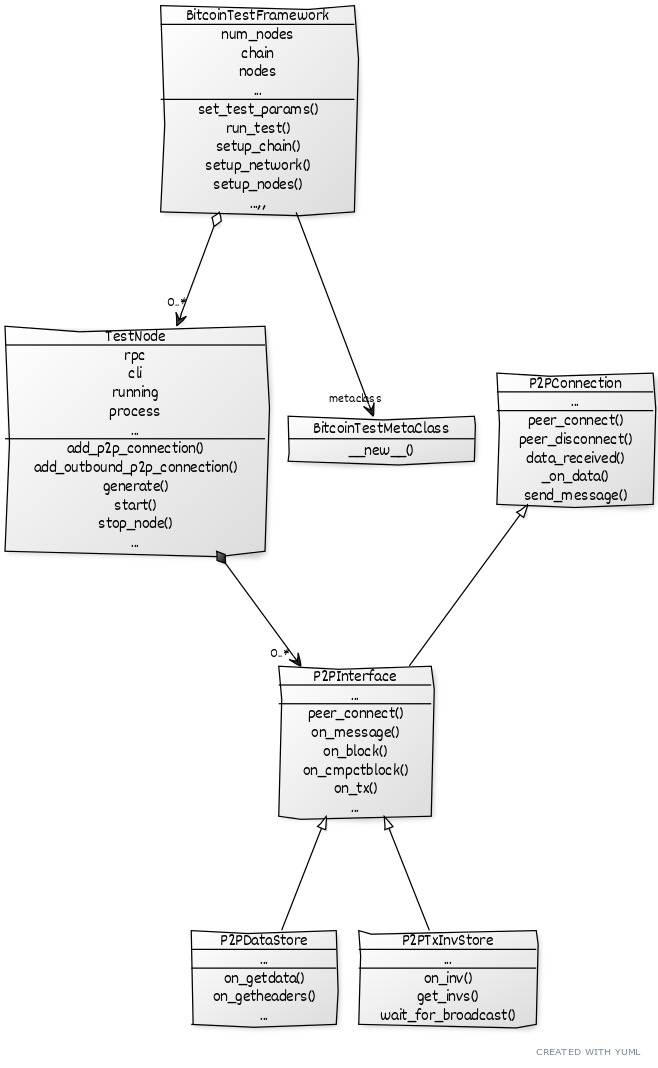 BitcoinTestFramework
num_nodes
chain
nodes
...
set_test_params()
run_test()
setup_chain()
setup_network()
setup_nodes()
...,,
0..*
TestNode
rpc
cli
running
process
...
add_p2p_connection()
add_outbound_p2p_connection()
generate()
start()
stop_node()
...
metaclass
BitcoinTestMetaClass
__new__()
P2PConnection
...
peer_connect()
peer_disconnect()
data_received()
_on_data()
send_message()
0..*
P2PInterface
...
peer_connect()
on_message()
on_block()
on_cmpctblock()
on_tx()
...
P2PDataStore
...
on_getdata()
on_getheaders()
...
P2PTxInvStore
...
on_inv()
get_invs()
wait_for_broadcast()
CREATED WITH YUML